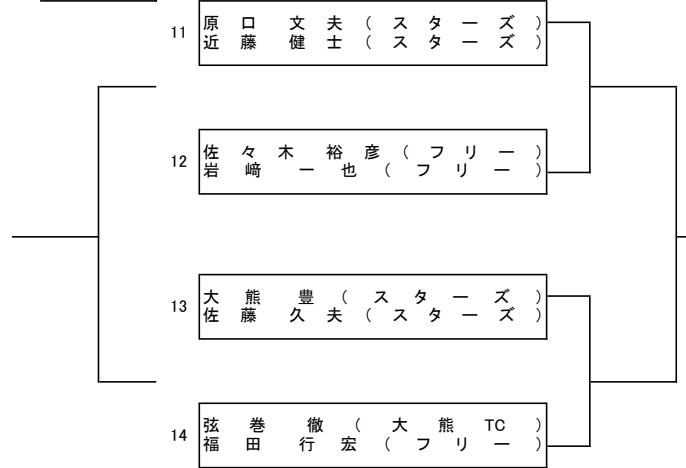 11
原口 文夫(スターズ)
近藤 健士(スターズ)
12
佐々木 裕彦(フリー)
岩﨑 一也(フリー)
13
大熊 豊(スターズ)
佐藤 久夫(スターズ)
14
弦巻 徹(大熊TC)
福田 行宏(フリー)